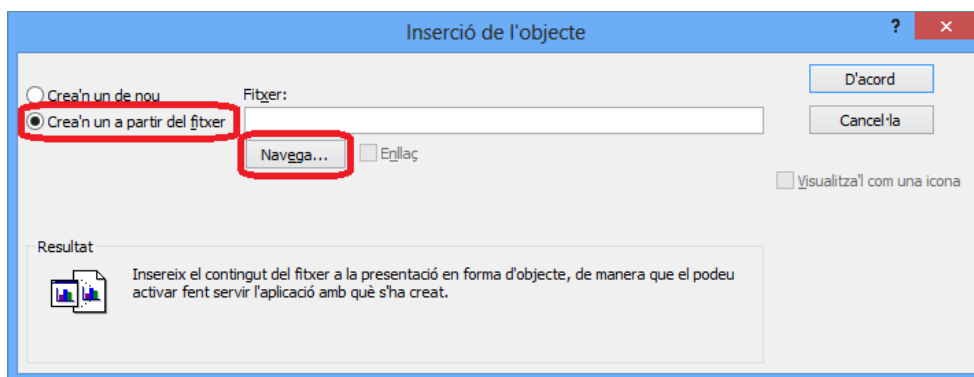 Inserció de l'objecte
?
D'acord
Crea'n un de nou
Fitxer:
Crea'n un a partir del fitxer
Cancel·la
Navega...
Enllaç
Visualitza'l com una icona
Resultat
Insereix el contingut del fitxer a la presentació en forma d'objecte, de manera que el podeu
activar fent servir l'aplicació amb què s'ha creat.